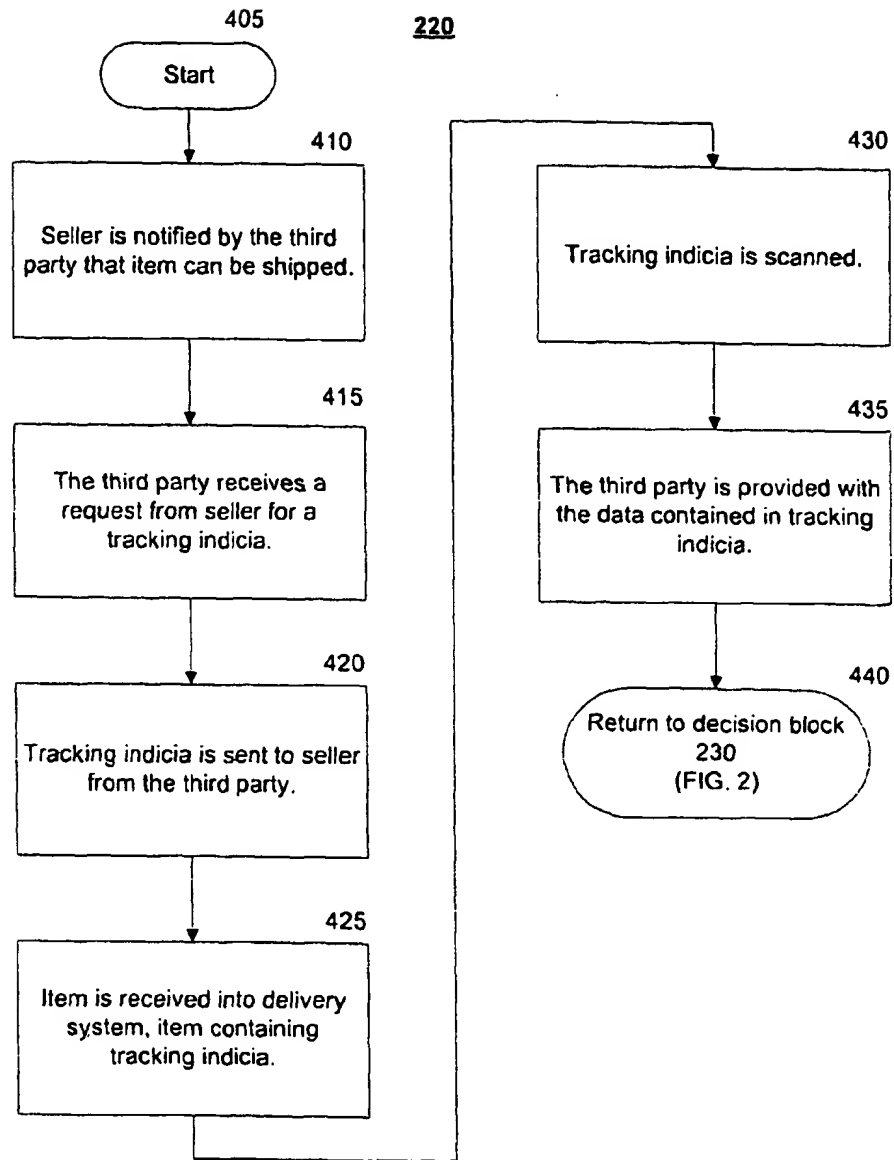 405
220
Start
410
Seller is notified by the third
party that item can be shipped.
415
The third party receives a
request from seller for a
tracking indicia.
420
Tracking indicia is sent to seller
from the third party.
425
Item is received into delivery
system, item containing
tracking indicia.
430
Tracking indicia is scanned.
435
The third party is provided with
the data contained in tracking
indicia.
440
Return to decision block
230
(FIG. 2)